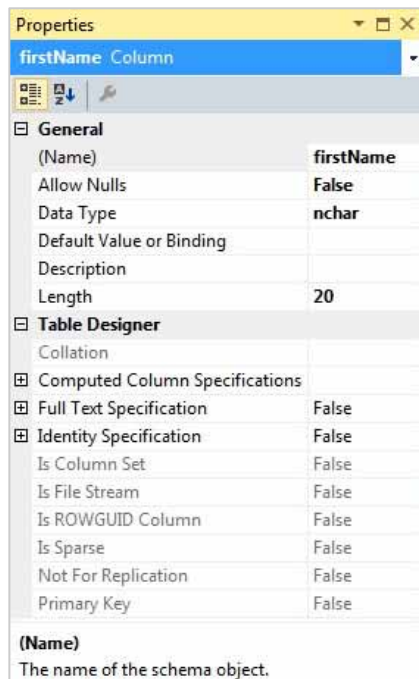 Properties
firstName Column
General
(Name) firstName
Allow Nulls False
Data Type nchar
Default Value or Binding
Description
Length 20
Table Designer
Collation
Computed Column Specifications
Full Text Specification False
Identity Specification False
Is Column Set False
Is File Stream False
Is ROWGUID Column False
Is Sparse False
Not For Replication False
Primary Key False
(Name)
The name of the schema object.